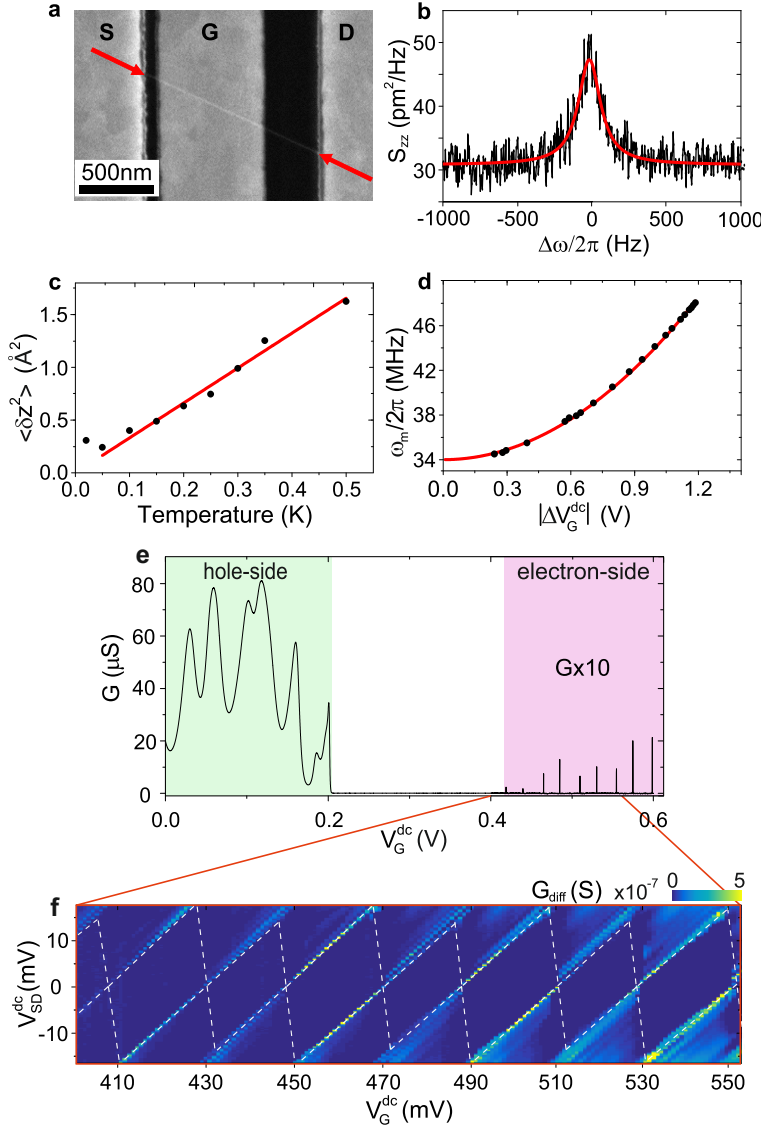 a
S G D
500nm
b
S_zz (pm²/Hz)
50
40
30
-1000 -500 0 500 1000
Δω/2π (Hz)
c
<δz²> (Å²)
1.5
1.0
0.5
0.0
0.0 0.1 0.2 0.3 0.4 0.5
Temperature (K)
d
ω_m/2π (MHz)
46
42
38
34
0.0 0.3 0.6 0.9 1.2
|ΔV_G^dc| (V)
e
hole-side electron-side
Gx10
G (μS)
80
60
40
20
0
0.0 0.2 0.4 0.6
V_G^dc (V)
G_diff (S) x10⁻⁷ 0 5
f
V_SD^dc (mV)
10
0
-10
410 430 450 470 490 510 530 550
V_G^dc (mV)